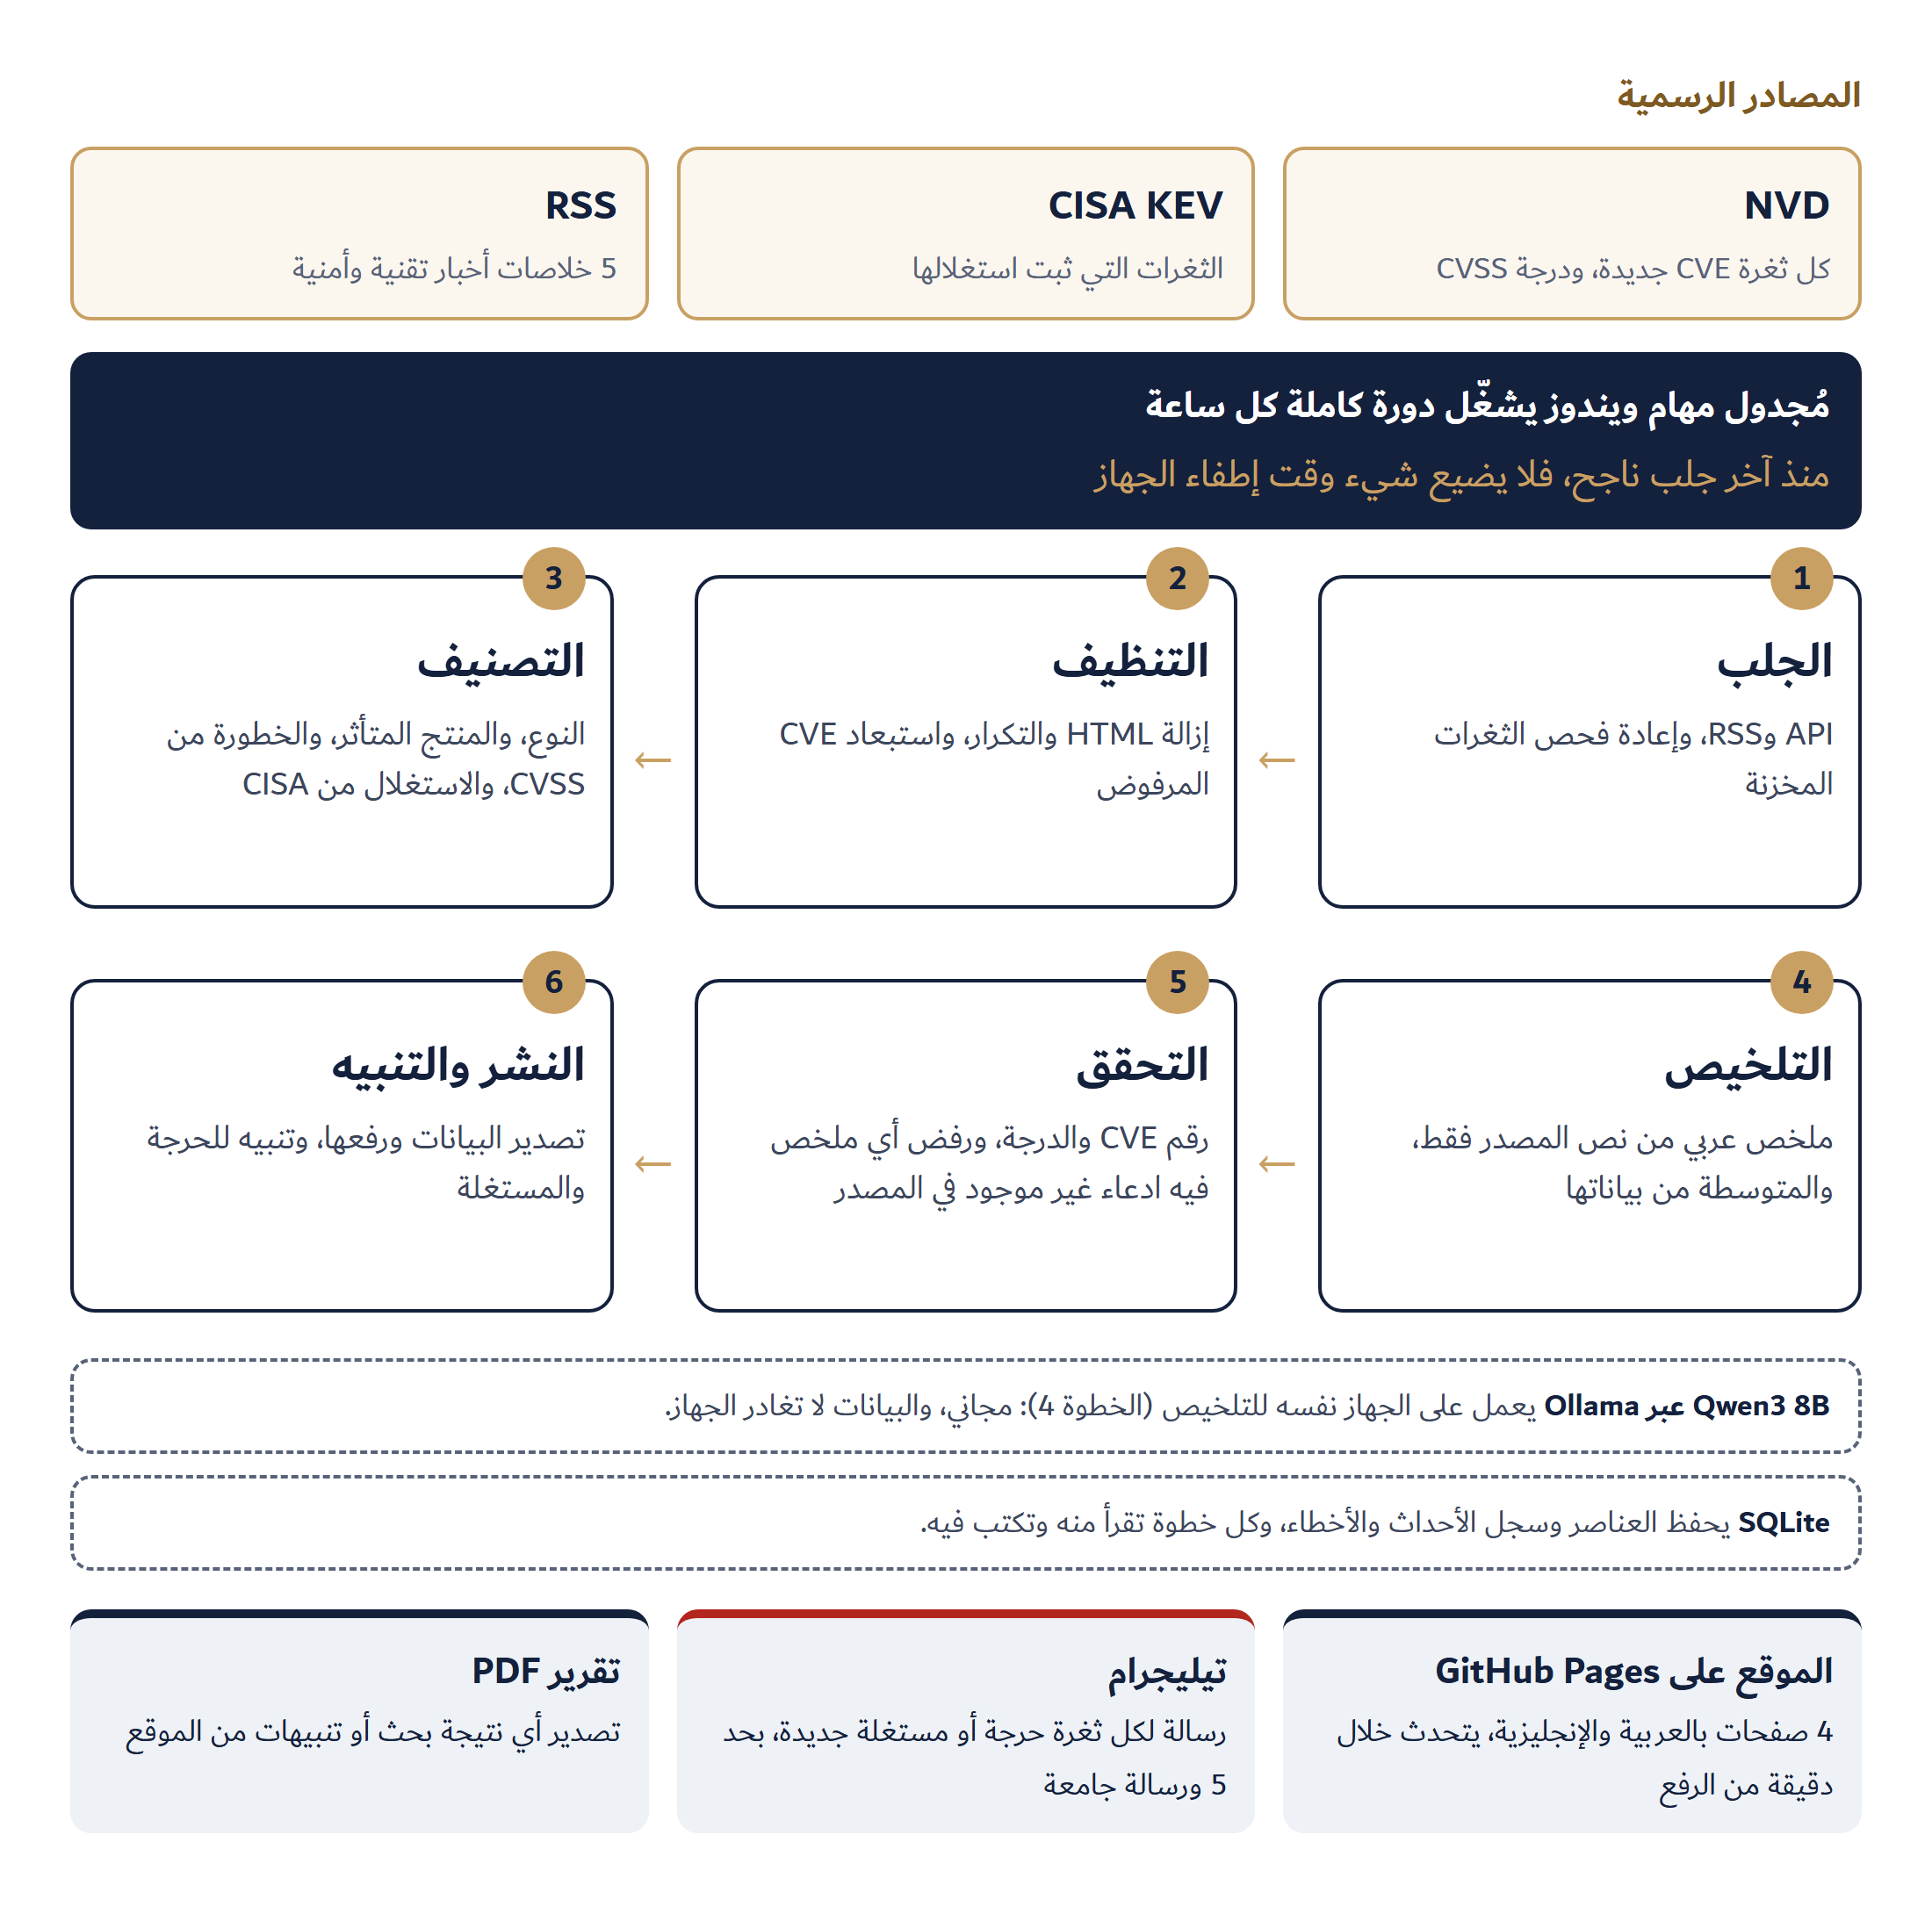 المصادر الرسمية
NVD
كل ثغرة CVE جديدة، ودرجة CVSS
CISA KEV
الثغرات التي ثبت استغلالها
RSS
5 خلاصات أخبار تقنية وأمنية
مُجدول مهام ويندوز يشغّل دورة كاملة كل ساعة
منذ آخر جلب ناجح، فلا يضيع شيء وقت إطفاء الجهاز
1
الجلب
API وRSS، وإعادة فحص الثغرات
المخزنة
←
2
التنظيف
إزالة HTML والتكرار، واستبعاد CVE
المرفوض
←
3
التصنيف
النوع، والمنتج المتأثر، والخطورة من
CVSS، والاستغلال من CISA
4
التلخيص
ملخص عربي من نص المصدر فقط،
والمتوسطة من بياناتها
←
5
التحقق
رقم CVE والدرجة، ورفض أي ملخص
فيه ادعاء غير موجود في المصدر
←
6
النشر والتنبيه
تصدير البيانات ورفعها، وتنبيه للحرجة
والمستغلة
Qwen3 8B عبر Ollama يعمل على الجهاز نفسه للتلخيص (الخطوة 4): مجاني، والبيانات لا تغادر الجهاز.
SQLite يحفظ العناصر وسجل الأحداث والأخطاء، وكل خطوة تقرأ منه وتكتب فيه.
الموقع على GitHub Pages
4 صفحات بالعربية والإنجليزية، يتحدث خلال
دقيقة من الرفع
تيليجرام
رسالة لكل ثغرة حرجة أو مستغلة جديدة، بحد
5 ورسالة جامعة
تقرير PDF
تصدير أي نتيجة بحث أو تنبيهات من الموقع